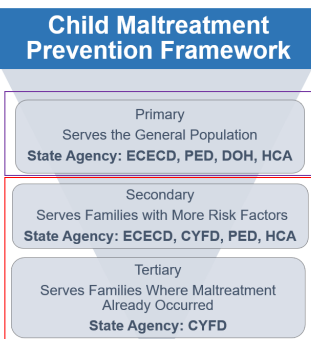 Child Maltreatment
Prevention Framework
Primary
Serves the General Population
State Agency: ECECD, PED, DOH, HCA
Secondary
Serves Families with More Risk Factors
State Agency: ECECD, CYFD, PED, HCA
Tertiary
Serves Families Where Maltreatment
Already Occurred
State Agency: CYFD